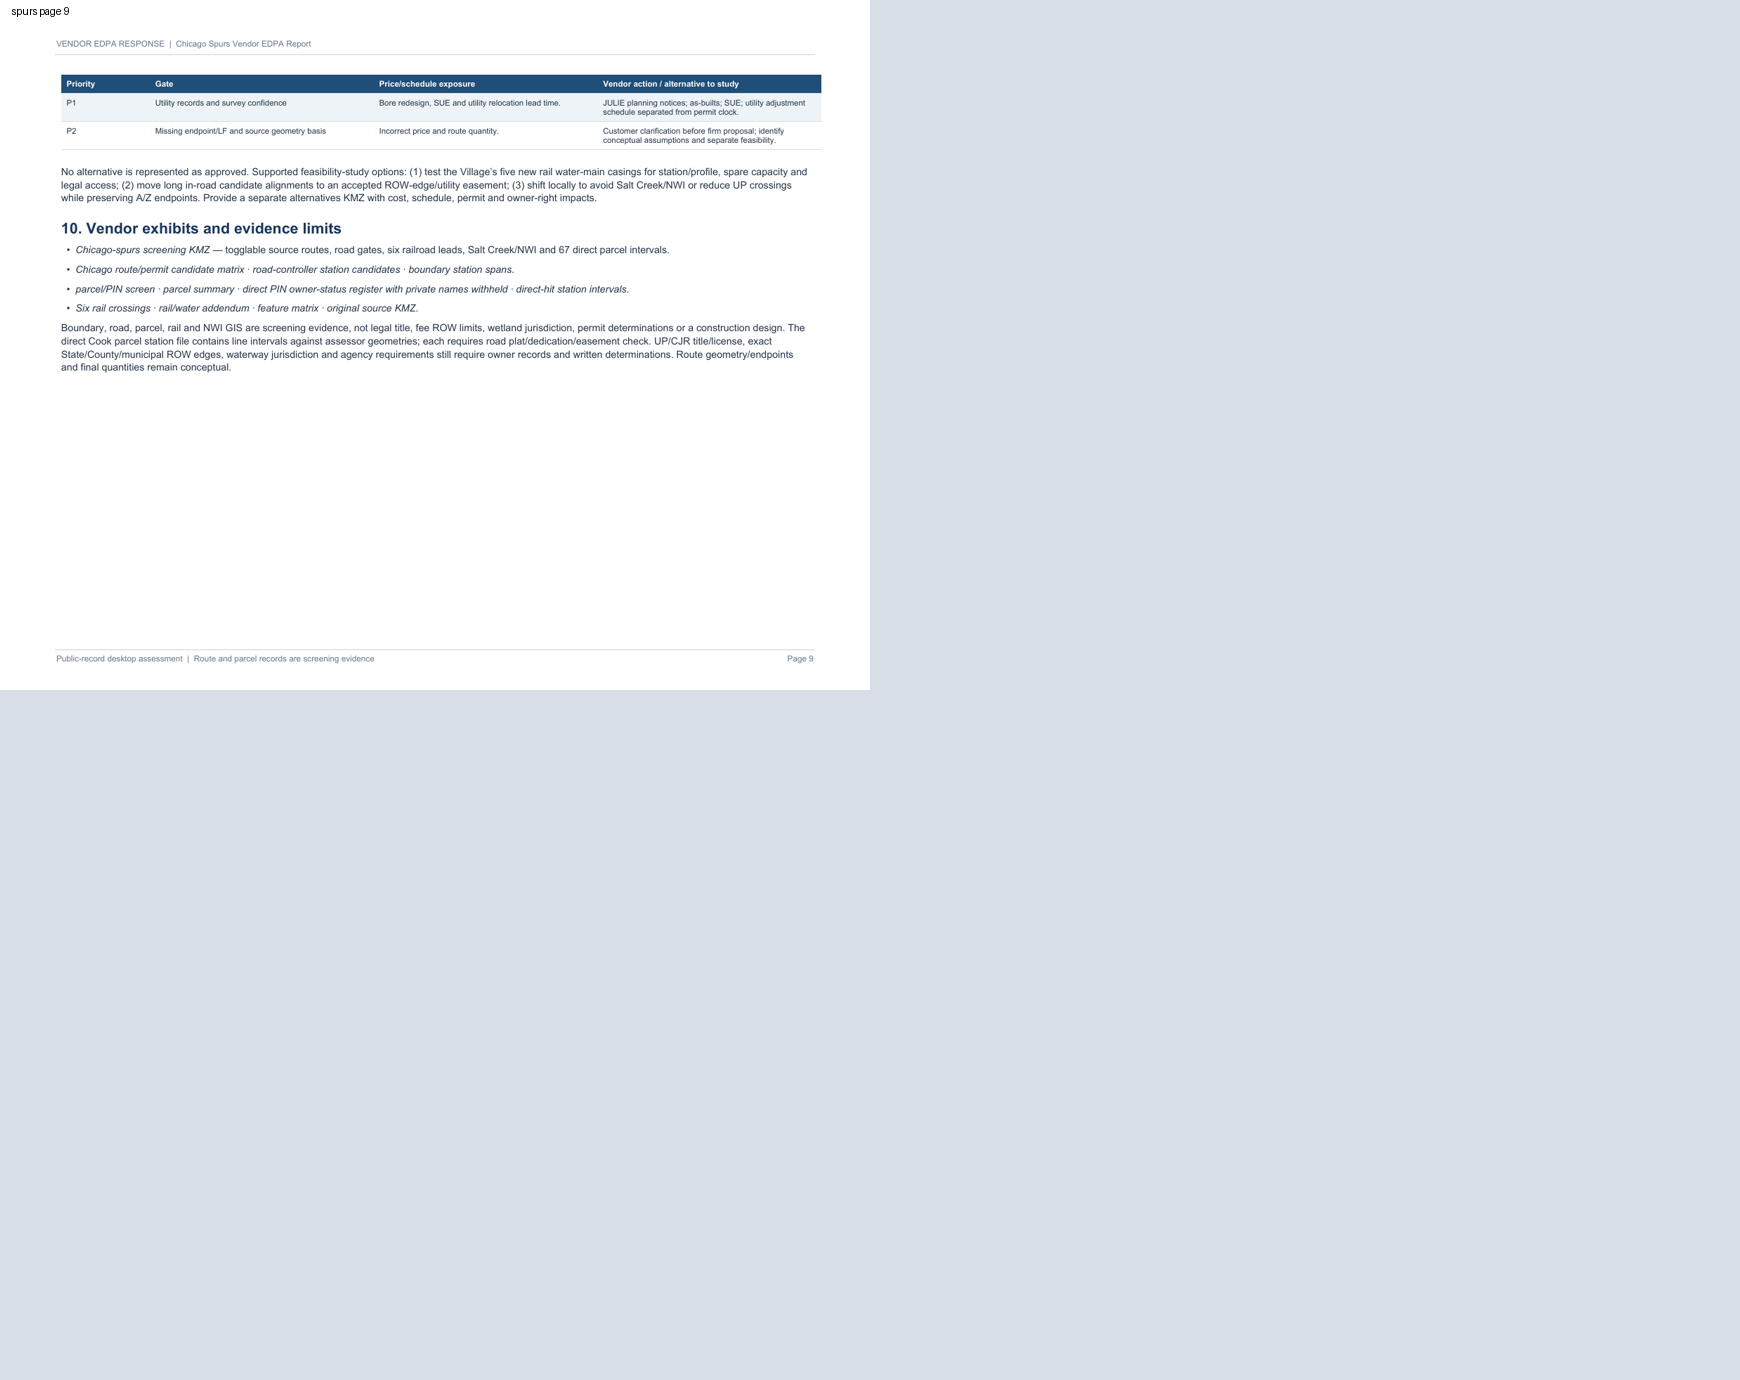 spurs page 9
VENDOR EDPA RESPONSE | Chicago Spurs Vendor EDPA Report
Priority Gate Price/schedule exposure Vendor action / alternative to study
P1 Utility records and survey confidence Bore redesign, SUE and utility relocation lead time. JULIE planning notices; as-builts; SUE; utility adjustment
schedule separated from permit clock.
P2 Missing endpoint/LF and source geometry basis Incorrect price and route quantity. Customer clarification before firm proposal; identify
conceptual assumptions and separate feasibility.
No alternative is represented as approved. Supported feasibility-study options: (1) test the Village's five new rail water-main casings for station/profile, spare capacity and
legal access; (2) move long in-road candidate alignments to an accepted ROW-edge/utility easement; (3) shift locally to avoid Salt Creek/NWI or reduce UP crossings
while preserving A/Z endpoints. Provide a separate alternatives KMZ with cost, schedule, permit and owner-right impacts.
10. Vendor exhibits and evidence limits
• Chicago-spurs screening KMZ — togglable source routes, road gates, six railroad leads, Salt Creek/NWI and 67 direct parcel intervals.
• Chicago route/permit candidate matrix · road-controller station candidates · boundary station spans.
• parcel/PIN screen · parcel summary · direct PIN owner-status register with private names withheld · direct-hit station intervals.
• Six rail crossings · rail/water addendum · feature matrix · original source KMZ.
Boundary, road, parcel, rail and NWI GIS are screening evidence, not legal title, fee ROW limits, wetland jurisdiction, permit determinations or a construction design. The
direct Cook parcel station file contains line intervals against assessor geometries; each requires road plat/dedication/easement check. UP/CJR title/license, exact
State/County/municipal ROW edges, waterway jurisdiction and agency requirements still require owner records and written determinations. Route geometry/endpoints
and final quantities remain conceptual.
Public-record desktop assessment | Route and parcel records are screening evidence
Page 9